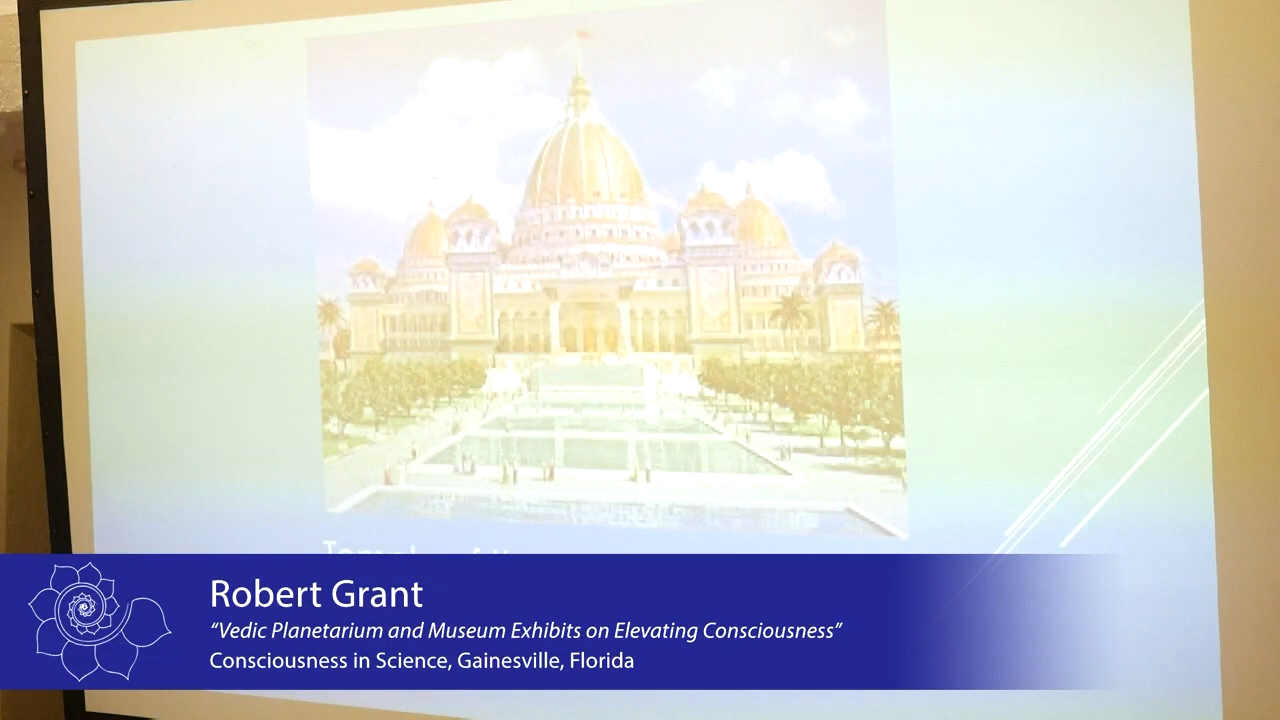 Robert Grant
“Vedic Planetarium and Museum Exhibits on Elevating Consciousness”
Consciousness in Science, Gainesville, Florida